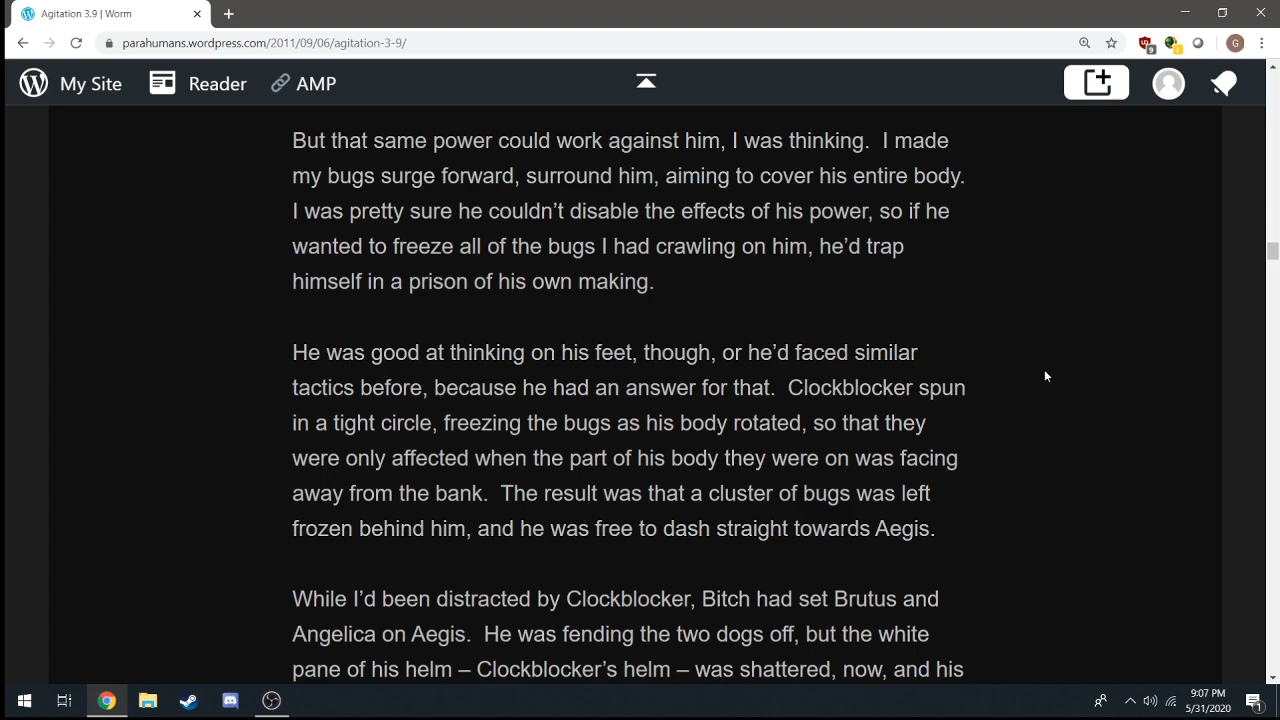 Agitation 3.9 | Worm
parahumans.wordpress.com/2011/09/06/agitation-3-9/
9
1
G
My Site
Reader
AMP
But that same power could work against him, I was thinking.  I made
my bugs surge forward, surround him, aiming to cover his entire body.
I was pretty sure he couldn’t disable the effects of his power, so if he
wanted to freeze all of the bugs I had crawling on him, he’d trap
himself in a prison of his own making.
He was good at thinking on his feet, though, or he’d faced similar
tactics before, because he had an answer for that.  Clockblocker spun
in a tight circle, freezing the bugs as his body rotated, so that they
were only affected when the part of his body they were on was facing
away from the bank.  The result was that a cluster of bugs was left
frozen behind him, and he was free to dash straight towards Aegis.
While I’d been distracted by Clockblocker, Bitch had set Brutus and
Angelica on Aegis.  He was fending the two dogs off, but the white
pane of his helm – Clockblocker’s helm – was shattered, now, and his
9:07 PM
5/31/2020
1